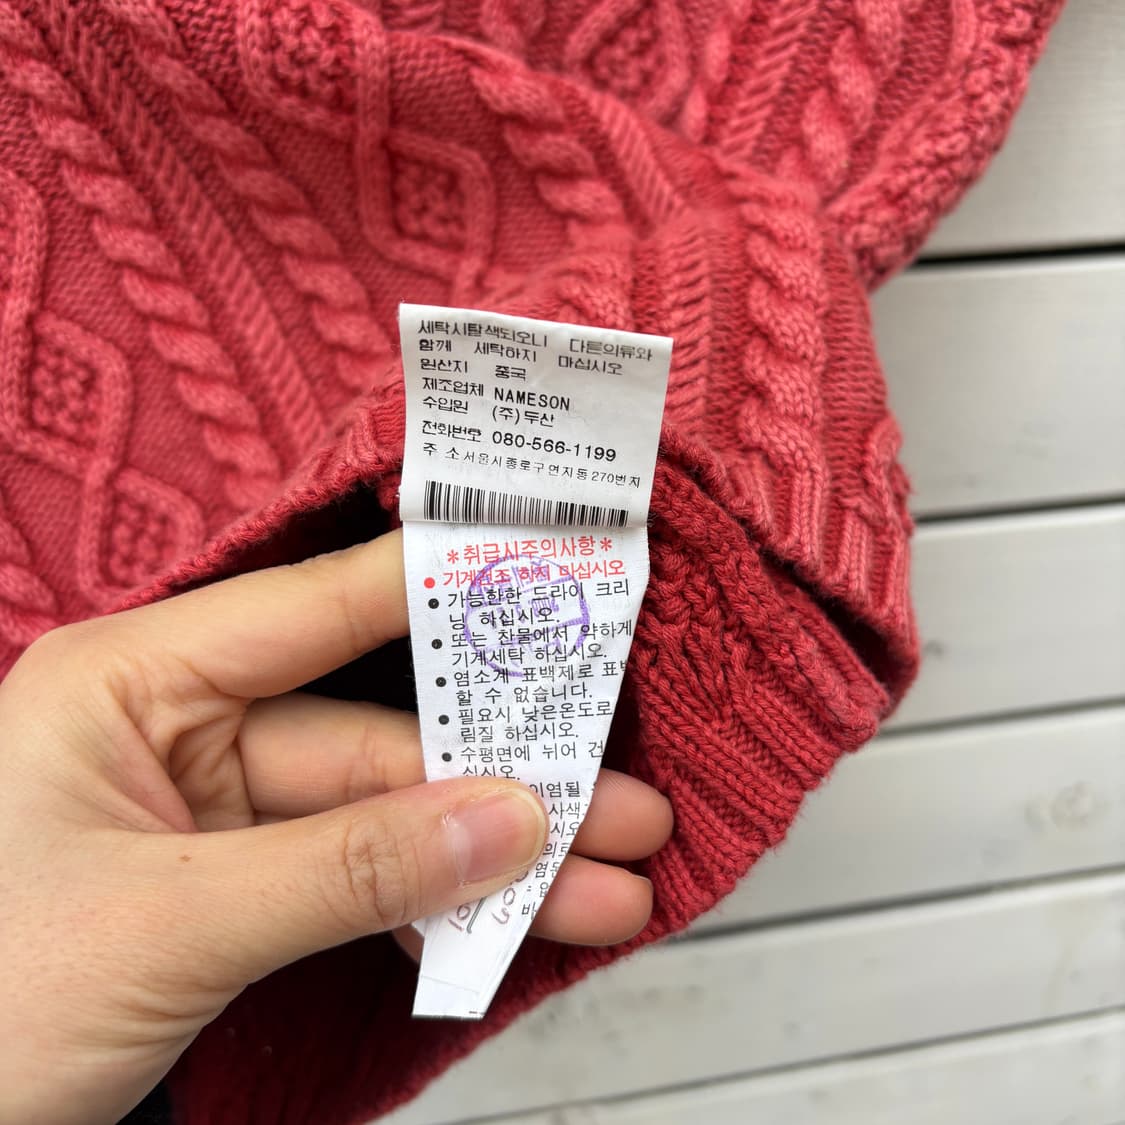 세탁시탈색되오니 다른의류와
함께 세탁하지 마십시오
원산지 중국
제조업체 NAMESON
수입원 (주)두산
전화번호 080-566-1199
주 소 서울시종로구연지동270번지
*취급시주의사항*
● 기계건조 하지 마십시오
● 가능한한 드라이 크리
닝 하십시오.
● 또는 찬물에서 약하게
기계세탁 하십시오.
● 염소계 표백제로 표백
할 수 없습니다.
● 필요시 낮은온도로
림질 하십시오.
● 수평면에 뉘어 건
십시오.
이염될